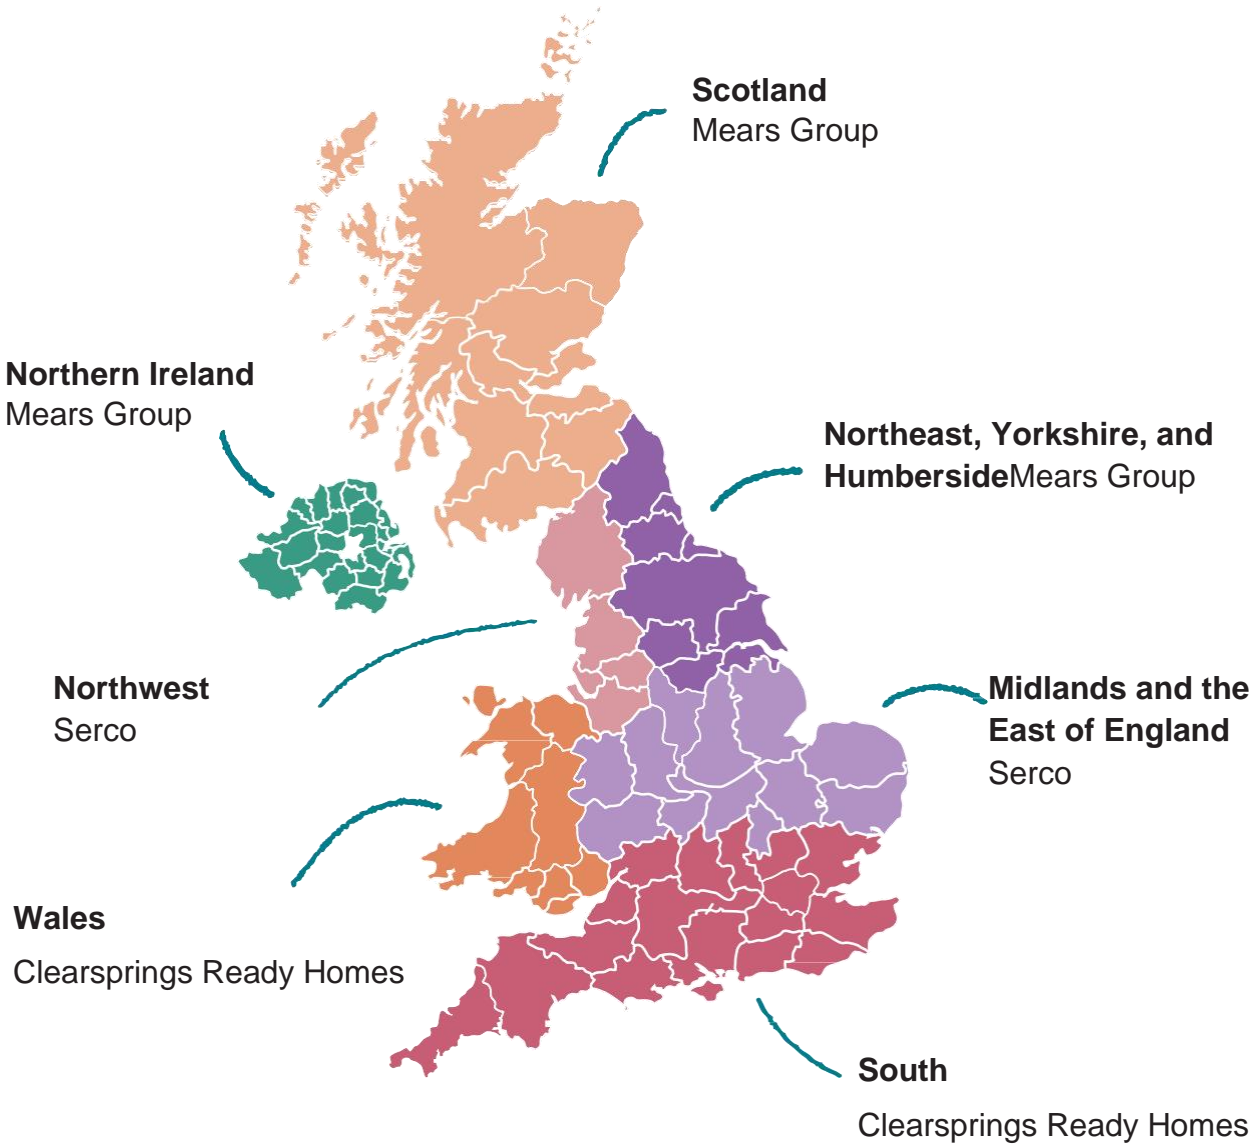 Scotland
Mears Group
Northern Ireland
Mears Group
Northeast, Yorkshire, and
HumbersideMears Group
Northwest
Serco
Midlands and the
East of England
Serco
Wales
Clearsprings Ready Homes
South
Clearsprings Ready Homes